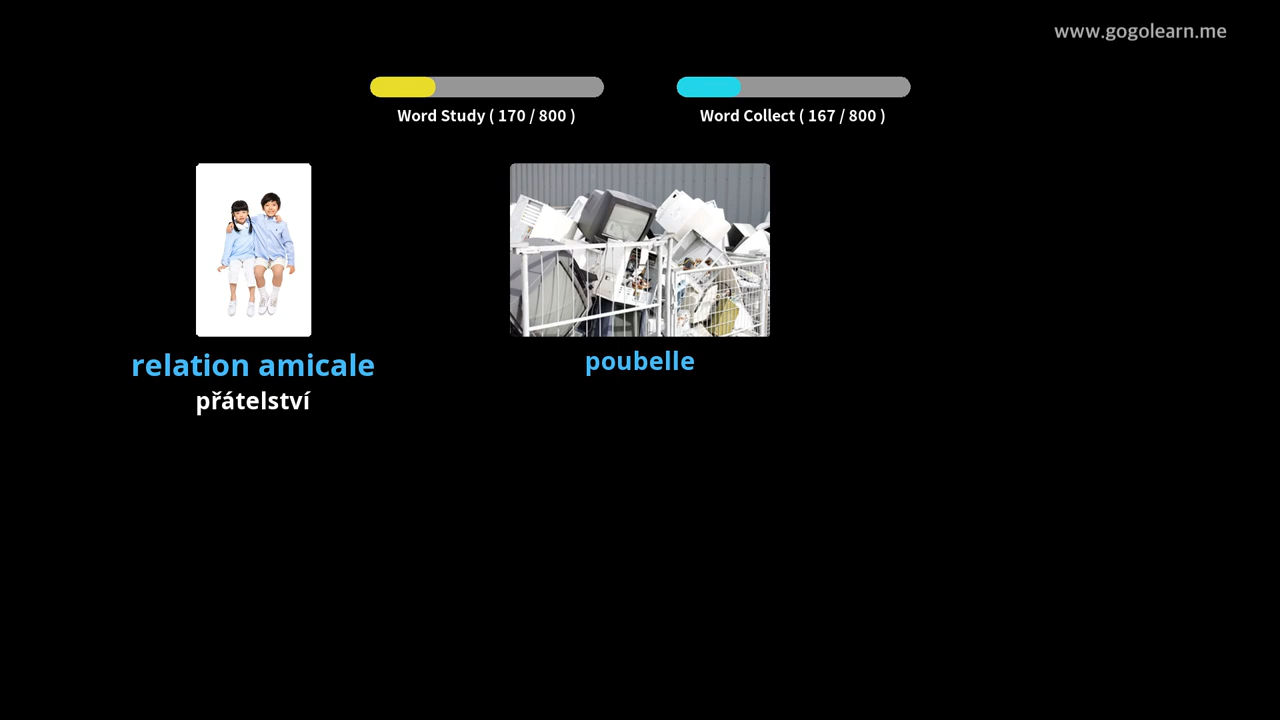 www.gogolearn.me
Word Study ( 170 / 800 )
Word Collect ( 167 / 800 )
relation amicale
přátelství
poubelle